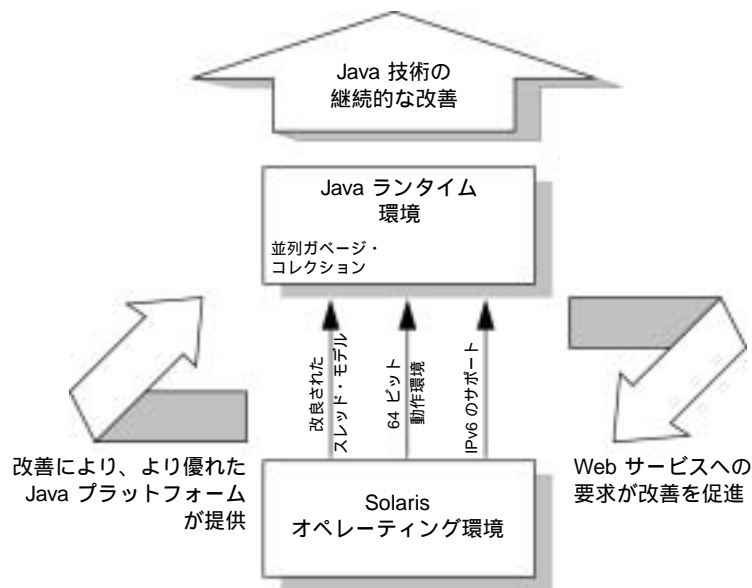 Java 技術の
継続的な改善
Java ランタイム
環境
並列ガベージ・
コレクション
改良された
スレッド・モデル
64 ビット
動作環境
IPv6 のサポート
改善により、より優れた
Java プラットフォーム
が提供
Web サービスへの
要求が改善を促進
Solaris
オペレーティング環境